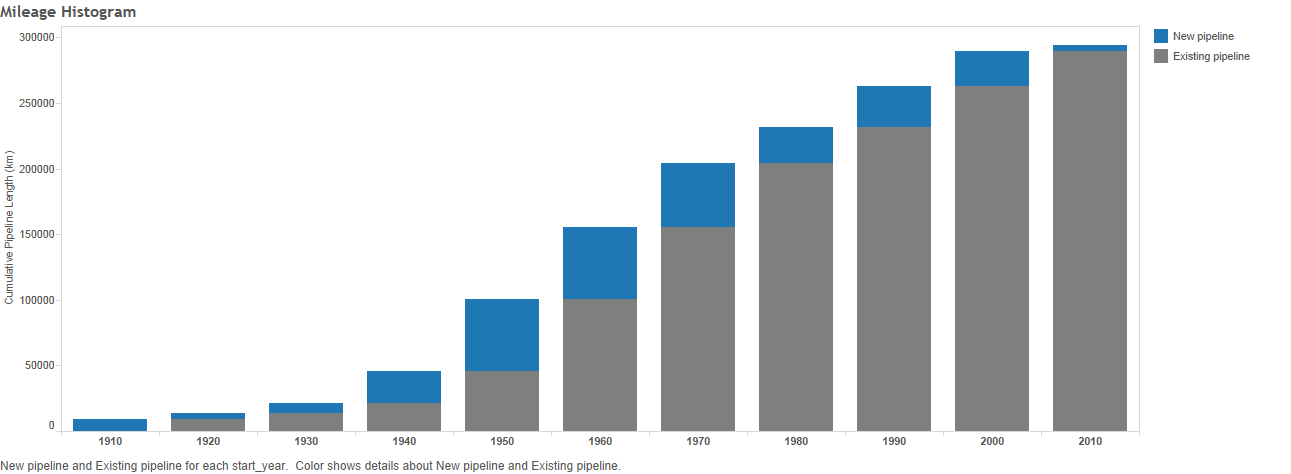 Mileage Histogram
300000
250000
200000
150000
100000
50000
0
Cumulative Pipeline Length (km)
1910 1920 1930 1940 1950 1960 1970 1980 1990 2000 2010
New pipeline
Existing pipeline
New pipeline and Existing pipeline for each start_year. Color shows details about New pipeline and Existing pipeline.